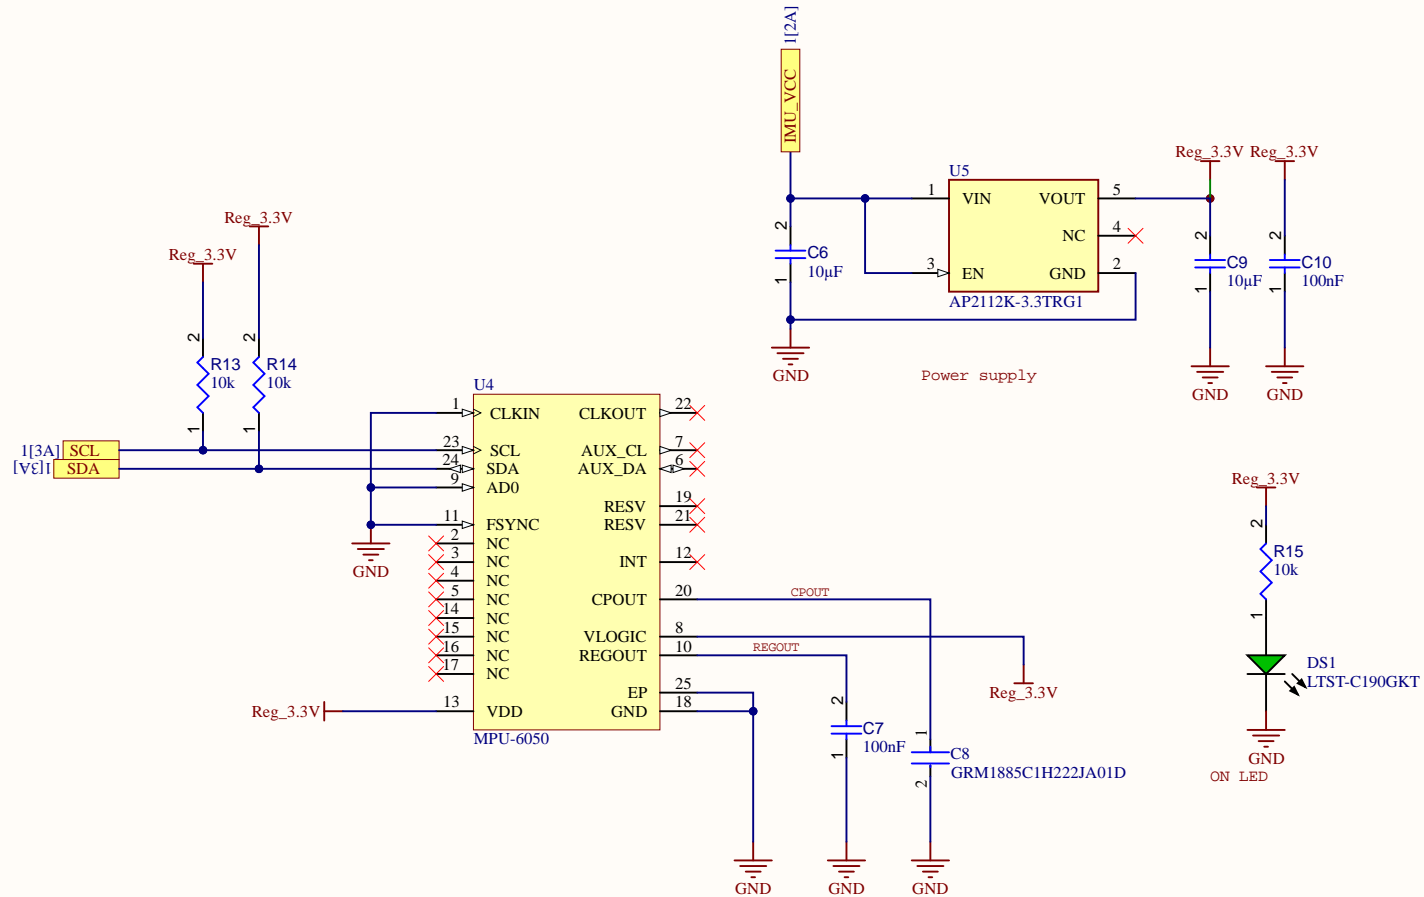 1[2A]
IMU_VCC
U5
1 VIN VOUT 5
NC 4
3 EN GND 2
AP2112K-3.3TRG1
2 C6
10µF
1
GND
Power supply
Reg_3.3V Reg_3.3V
2 C9
10µF
1
GND
2 C10
100nF
1
GND
Reg_3.3V
Reg_3.3V
2 R13
10k
1
2 R14
10k
1
1[3A] SCL
1[3A] SDA
U4
1 CLKIN CLKOUT 22
23 SCL AUX_CL 7
24 SDA AUX_DA 6
9 AD0
RESV 19
11 FSYNC RESV 21
2 NC
3 NC INT 12
4 NC
5 NC CPOUT 20
14 NC
15 NC VLOGIC 8
16 NC REGOUT 10
17 NC
EP 25
13 VDD GND 18
MPU-6050
GND
Reg_3.3V
CPOUT
REGOUT
Reg_3.3V
2 C7
100nF
1
1 C8
GRM1885C1H222JA01D
2
GND
GND
GND
Reg_3.3V
2 R15
10k
1
DS1
LTST-C190GKT
GND
ON LED